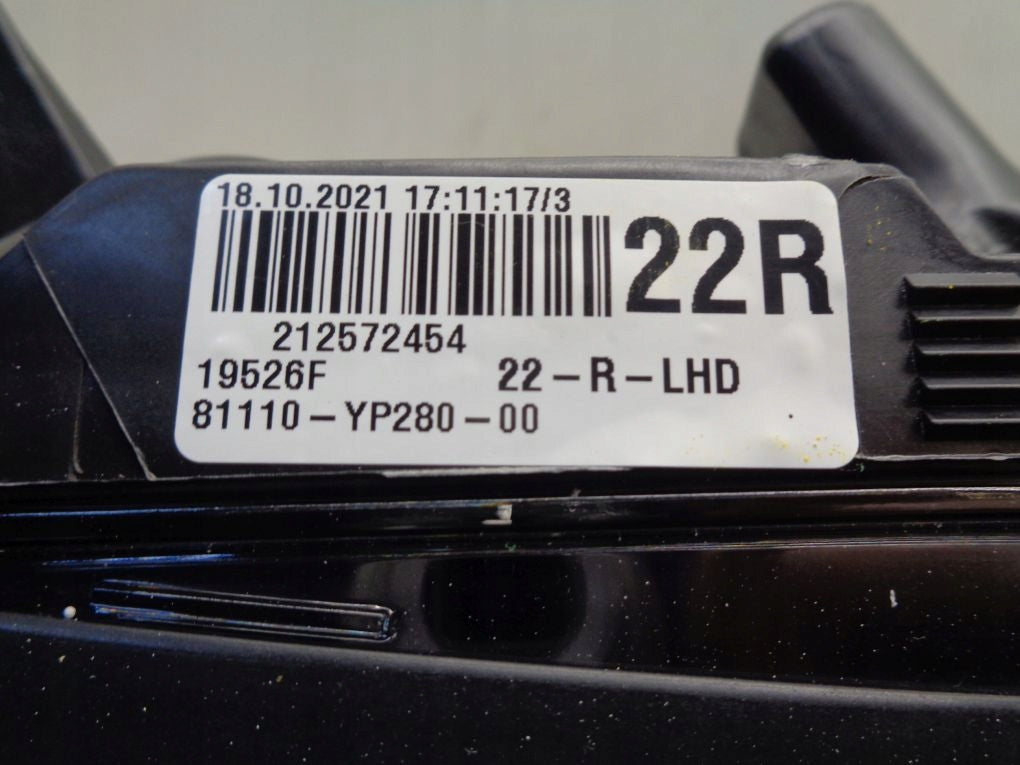 18.10.2021 17:11:17/3
22R
212572454
19526F 22-R-LHD
81110-YP280-00